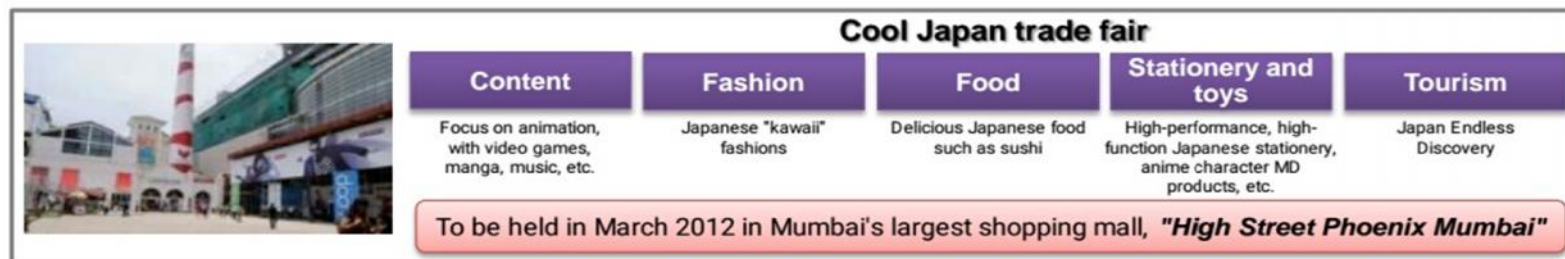 Cool Japan trade fair
Content
Focus on animation,
with video games,
manga, music, etc.
Fashion
Japanese "kawaii"
fashions
Food
Delicious Japanese food
such as sushi
Stationery and
toys
High-performance, high-
function Japanese stationery,
anime character MD
products, etc.
Tourism
Japan Endless
Discovery
To be held in March 2012 in Mumbai's largest shopping mall, "High Street Phoenix Mumbai"